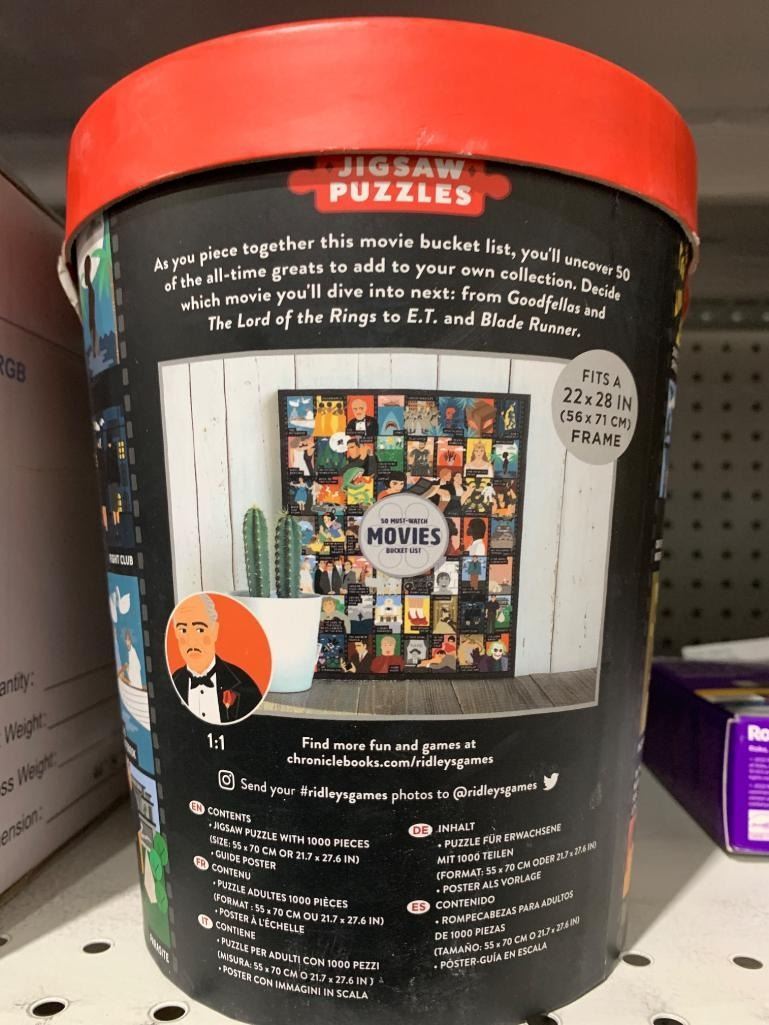 JIGSAW
PUZZLES
As you piece together this movie bucket list, you'll uncover 50
of the all-time greats to add to your own collection. Decide
which movie you'll dive into next: from Goodfellas and
The Lord of the Rings to E.T. and Blade Runner.
FITS A
22 x 28 IN
(56 x 71 CM)
FRAME
50 MUST-WATCH
MOVIES
BUCKET LIST
1:1
Find more fun and games at
chroniclebooks.com/ridleysgames
Send your #ridleysgames photos to @ridleysgames
EN CONTENTS
• JIGSAW PUZZLE WITH 1000 PIECES
(SIZE: 55 x 70 CM OR 21.7 x 27.6 IN)
• GUIDE POSTER
FR CONTENU
• PUZZLE ADULTES 1000 PIÈCES
(FORMAT : 55 x 70 CM OU 21.7 x 27.6 IN)
• POSTER À L'ÉCHELLE
IT CONTIENE
• PUZZLE PER ADULTI CON 1000 PEZZI
(MISURA: 55 x 70 CM O 21.7 x 27.6 IN )
• POSTER CON IMMAGINI IN SCALA
DE INHALT
• PUZZLE FÜR ERWACHSENE
MIT 1000 TEILEN
(FORMAT: 55 x 70 CM ODER 21.7 x 27.6 IN)
• POSTER ALS VORLAGE
ES CONTENIDO
• ROMPECABEZAS PARA ADULTOS
DE 1000 PIEZAS
(TAMAÑO: 55 x 70 CM O 21.7 x 27.6 IN)
• PÓSTER-GUÍA EN ESCALA
FIGHT CLUB
PARASITE
RGB
antity:
Weight:
ss Weight:
ension:
Ro